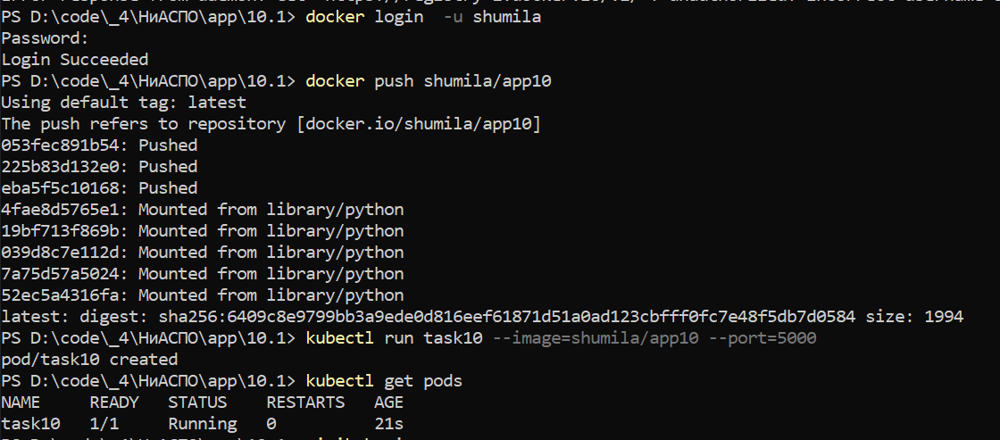 PS D:\code\_4\НиАСПО\app\10.1> docker login  -u shumila
Password:
Login Succeeded
PS D:\code\_4\НиАСПО\app\10.1> docker push shumila/app10
Using default tag: latest
The push refers to repository [docker.io/shumila/app10]
053fec891b54: Pushed
225b83d132e0: Pushed
eba5f5c10168: Pushed
4fae8d5765e1: Mounted from library/python
19bf713f869b: Mounted from library/python
039d8c7e112d: Mounted from library/python
7a75d57a5024: Mounted from library/python
52ec5a4316fa: Mounted from library/python
latest: digest: sha256:6409c8e9799bb3a9ede0d816eef61871d51a0ad123cbfff0fc7e48f5db7d0584 size: 1994
PS D:\code\_4\НиАСПО\app\10.1> kubectl run task10 --image=shumila/app10 --port=5000
pod/task10 created
PS D:\code\_4\НиАСПО\app\10.1> kubectl get pods
NAME     READY   STATUS    RESTARTS   AGE
task10   1/1     Running   0          21s